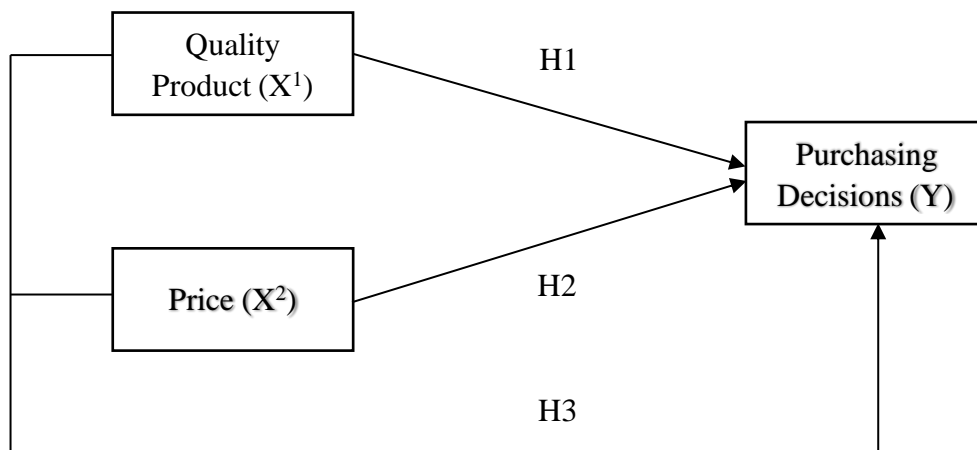 Quality
Product (X¹)
H1
Purchasing
Decisions (Y)
Price (X²)
H2
H3